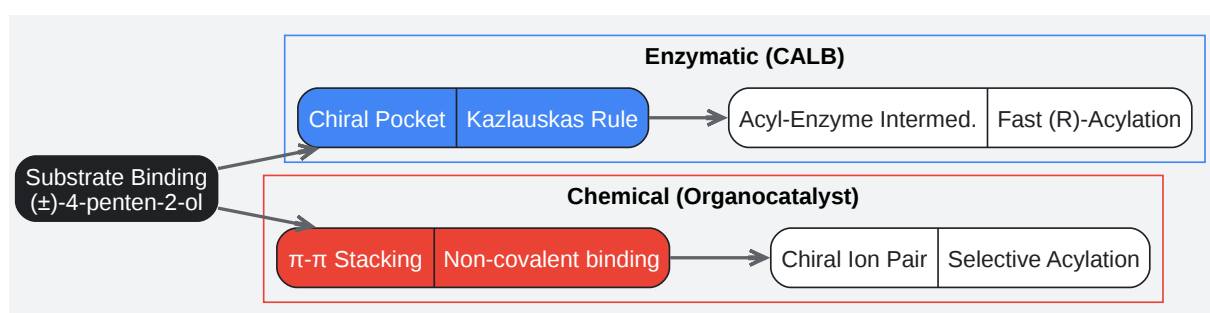 Enzymatic (CALB)
Chiral Pocket
Kazlauskas Rule
Acyl-Enzyme Intermed.
Fast (R)-Acylation
Substrate Binding
(±)-4-penten-2-ol
Chemical (Organocatalyst)
π-π Stacking
Non-covalent binding
Chiral Ion Pair
Selective Acylation